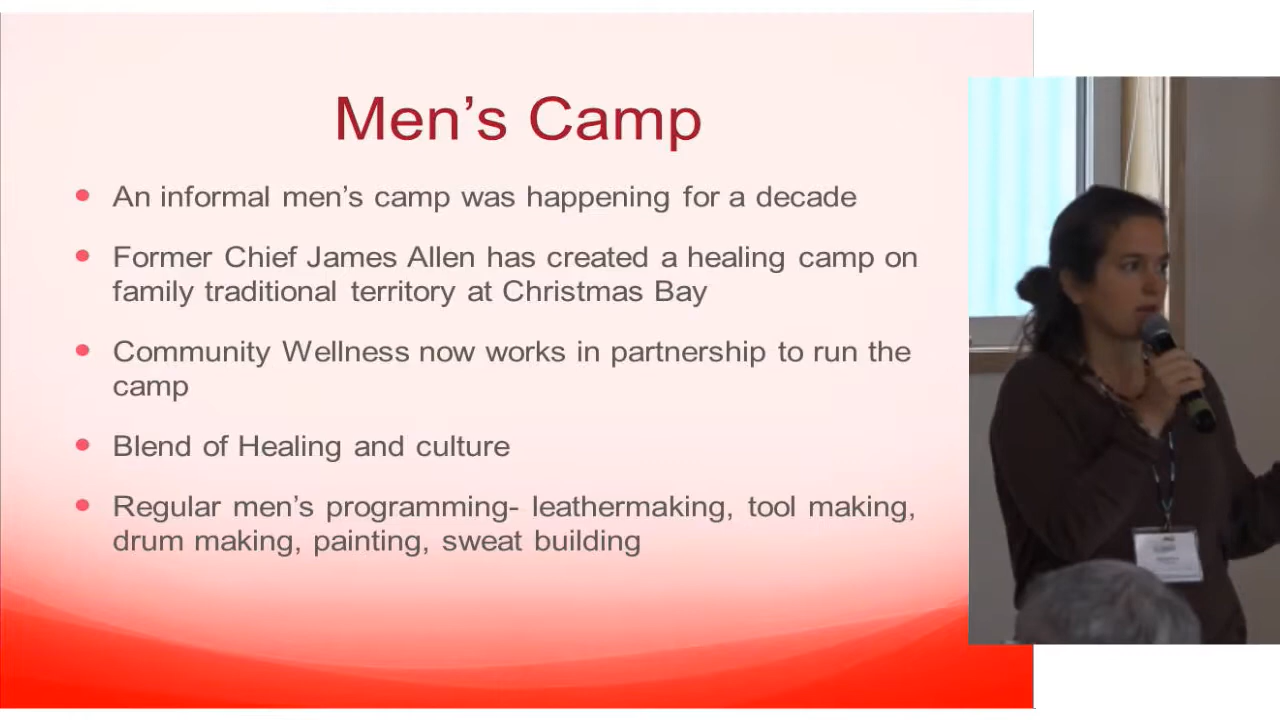 Men's Camp
• An informal men's camp was happening for a decade
• Former Chief James Allen has created a healing camp on
family traditional territory at Christmas Bay
• Community Wellness now works in partnership to run the
camp
• Blend of Healing and culture
• Regular men's programming- leathermaking, tool making,
drum making, painting, sweat building